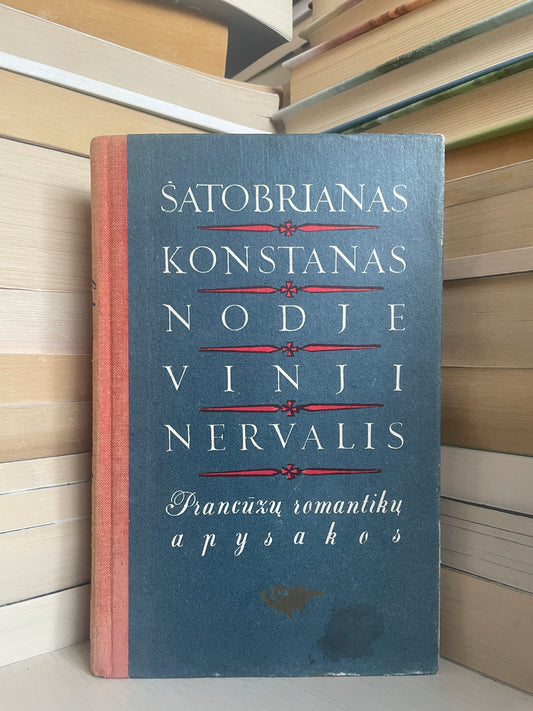 ŠATOBRIANAS
KONSTANAS
NODJE
VINJI
NERVALIS
Prancūzų romantikų
apysakos